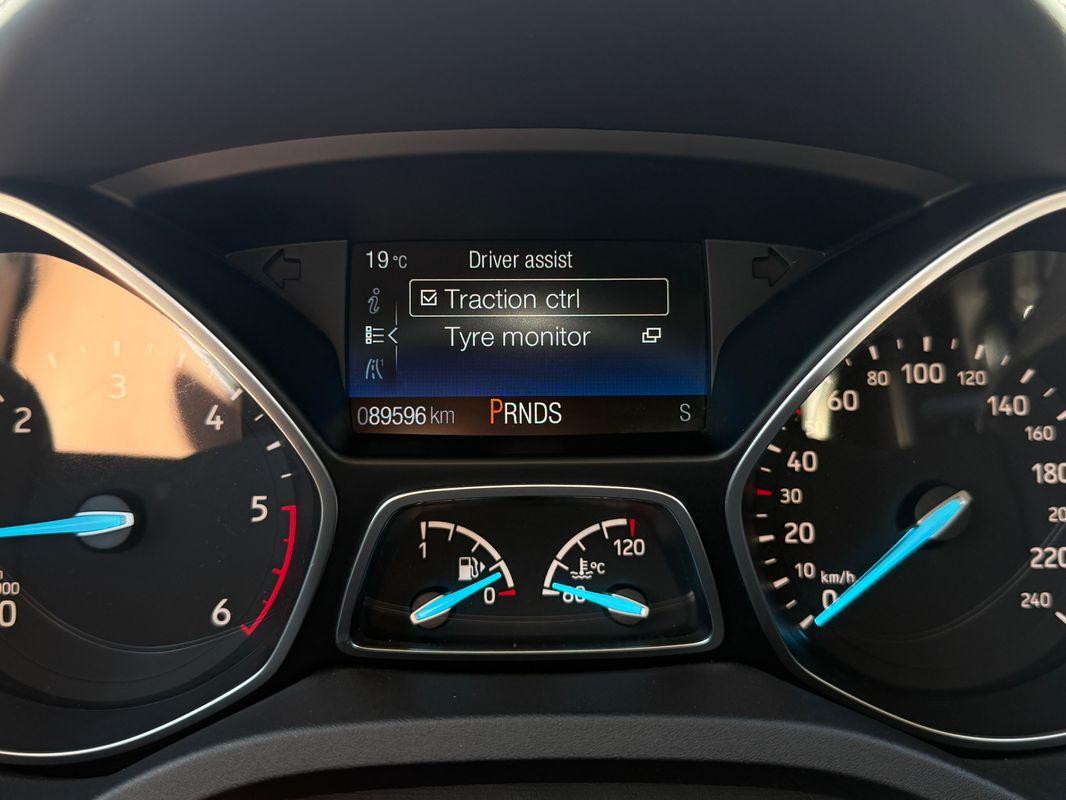 19 °C Driver assist
Traction ctrl
Tyre monitor
089596 km PRNDS S
2 3 4 5 6
0
1 0
60 120 °C
0 10 20 30 40 50 60 80 100 120 140 160 180
220 240
km/h